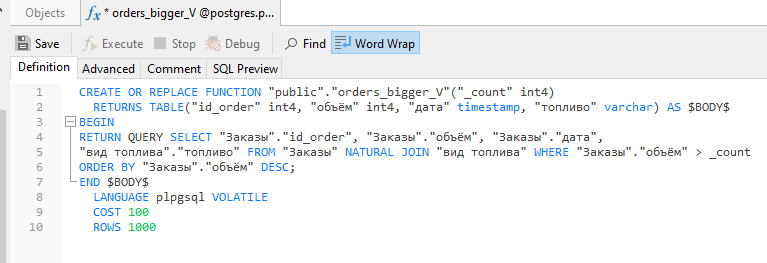 Objects
fx * orders_bigger_V @postgres.p...
Save Execute Stop Debug Find Word Wrap
Definition Advanced Comment SQL Preview
1 CREATE OR REPLACE FUNCTION "public"."orders_bigger_V"("_count" int4)
2 RETURNS TABLE("id_order" int4, "объём" int4, "дата" timestamp, "топливо" varchar) AS $BODY$
3 BEGIN
4 RETURN QUERY SELECT "Заказы"."id_order", "Заказы"."объём", "Заказы"."дата",
5 "вид топлива"."топливо" FROM "Заказы" NATURAL JOIN "вид топлива" WHERE "Заказы"."объём" > _count
6 ORDER BY "Заказы"."объём" DESC;
7 END $BODY$
8 LANGUAGE plpgsql VOLATILE
9 COST 100
10 ROWS 1000